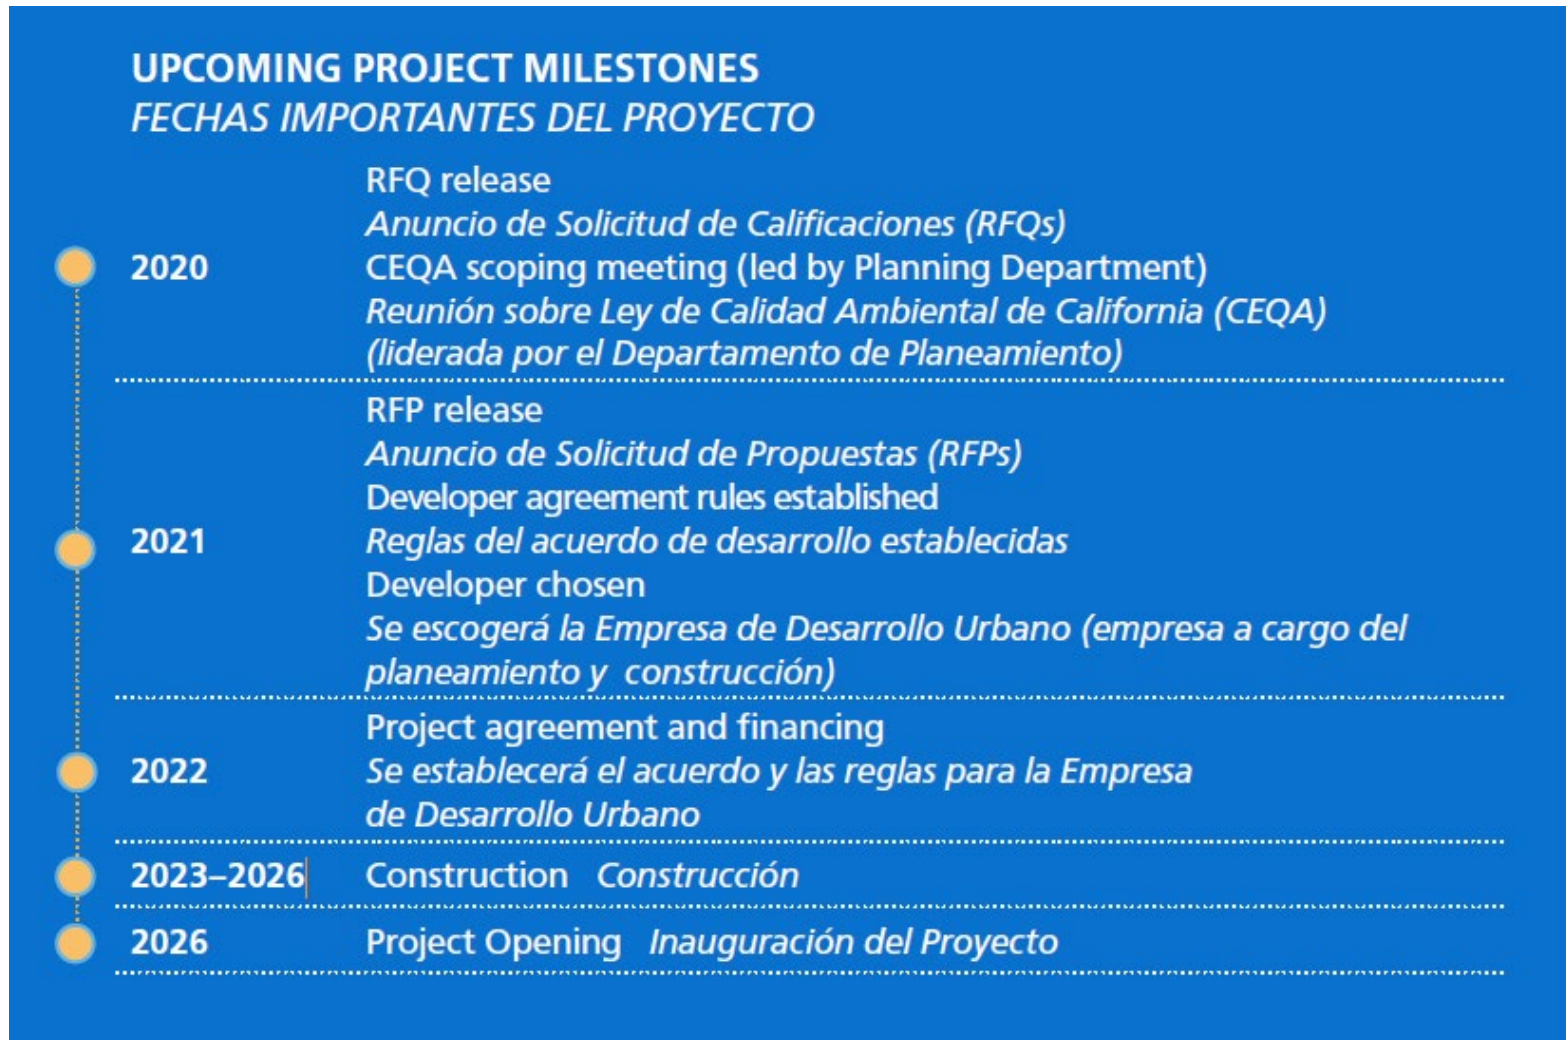 UPCOMING PROJECT MILESTONES
FECHAS IMPORTANTES DEL PROYECTO
RFQ release
Anuncio de Solicitud de Calificaciones (RFQs)
2020 CEQA scoping meeting (led by Planning Department)
Reunión sobre Ley de Calidad Ambiental de California (CEQA)
(liderada por el Departamento de Planeamiento)
RFP release
Anuncio de Solicitud de Propuestas (RFPs)
Developer agreement rules established
2021 Reglas del acuerdo de desarrollo establecidas
Developer chosen
Se escogerá la Empresa de Desarrollo Urbano (empresa a cargo del
planeamiento y construcción)
Project agreement and financing
2022 Se establecerá el acuerdo y las reglas para la Empresa
de Desarrollo Urbano
2023–2026 Construction Construcción
2026 Project Opening Inauguración del Proyecto